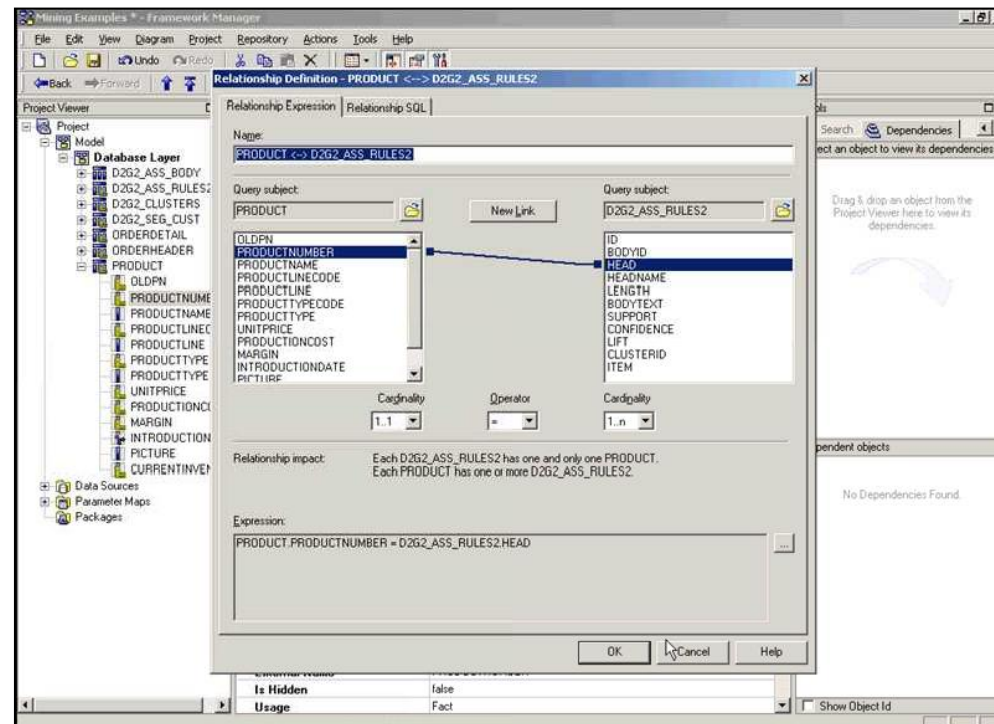 Mining Examples * - Framework Manager
File Edit View Diagram Project Repository Actions Tools Help
Undo Redo
Back Forward
Relationship Definition - PRODUCT <--> D2G2_ASS_RULES2
Project Viewer
Project
Model
Database Layer
D2G2_ASS_BODY
D2G2_ASS_RULES2
D2G2_CLUSTERS
D2G2_SEG_CUST
ORDERDETAIL
ORDERHEADER
PRODUCT
OLDPN
PRODUCTNUME
PRODUCTNAME
PRODUCTLINEC
PRODUCTLINE
PRODUCTTYPE
PRODUCTTYPE
UNITPRICE
PRODUCTIONCO
MARGIN
INTRODUCTION
PICTURE
CURRENTINVEN
Data Sources
Parameter Maps
Packages
Relationship Expression Relationship SQL
Name:
PRODUCT <--> D2G2_ASS_RULES2
Query subject:
PRODUCT
New Link
Query subject:
D2G2_ASS_RULES2
OLDPN
PRODUCTNUMBER
PRODUCTNAME
PRODUCTLINECODE
PRODUCTLINE
PRODUCTTYPECODE
PRODUCTTYPE
UNITPRICE
PRODUCTIONCOST
MARGIN
INTRODUCTIONDATE
PICTURE
ID
BODYID
HEAD
HEADNAME
LENGTH
BODYTEXT
SUPPORT
CONFIDENCE
LIFT
CLUSTERID
ITEM
Cardinality Operator Cardinality
1..1 = 1..n
Relationship impact: Each D2G2_ASS_RULES2 has one and only one PRODUCT.
Each PRODUCT has one or more D2G2_ASS_RULES2.
Expression:
PRODUCT.PRODUCTNUMBER = D2G2_ASS_RULES2.HEAD
...
OK Cancel Help
Is Hidden false
Usage Fact
Search Dependencies
ect an object to view its dependencies
Drag & drop an object from the
Project Viewer here to view its
dependencies.
pendent objects
No Dependencies Found.
Show Object Id